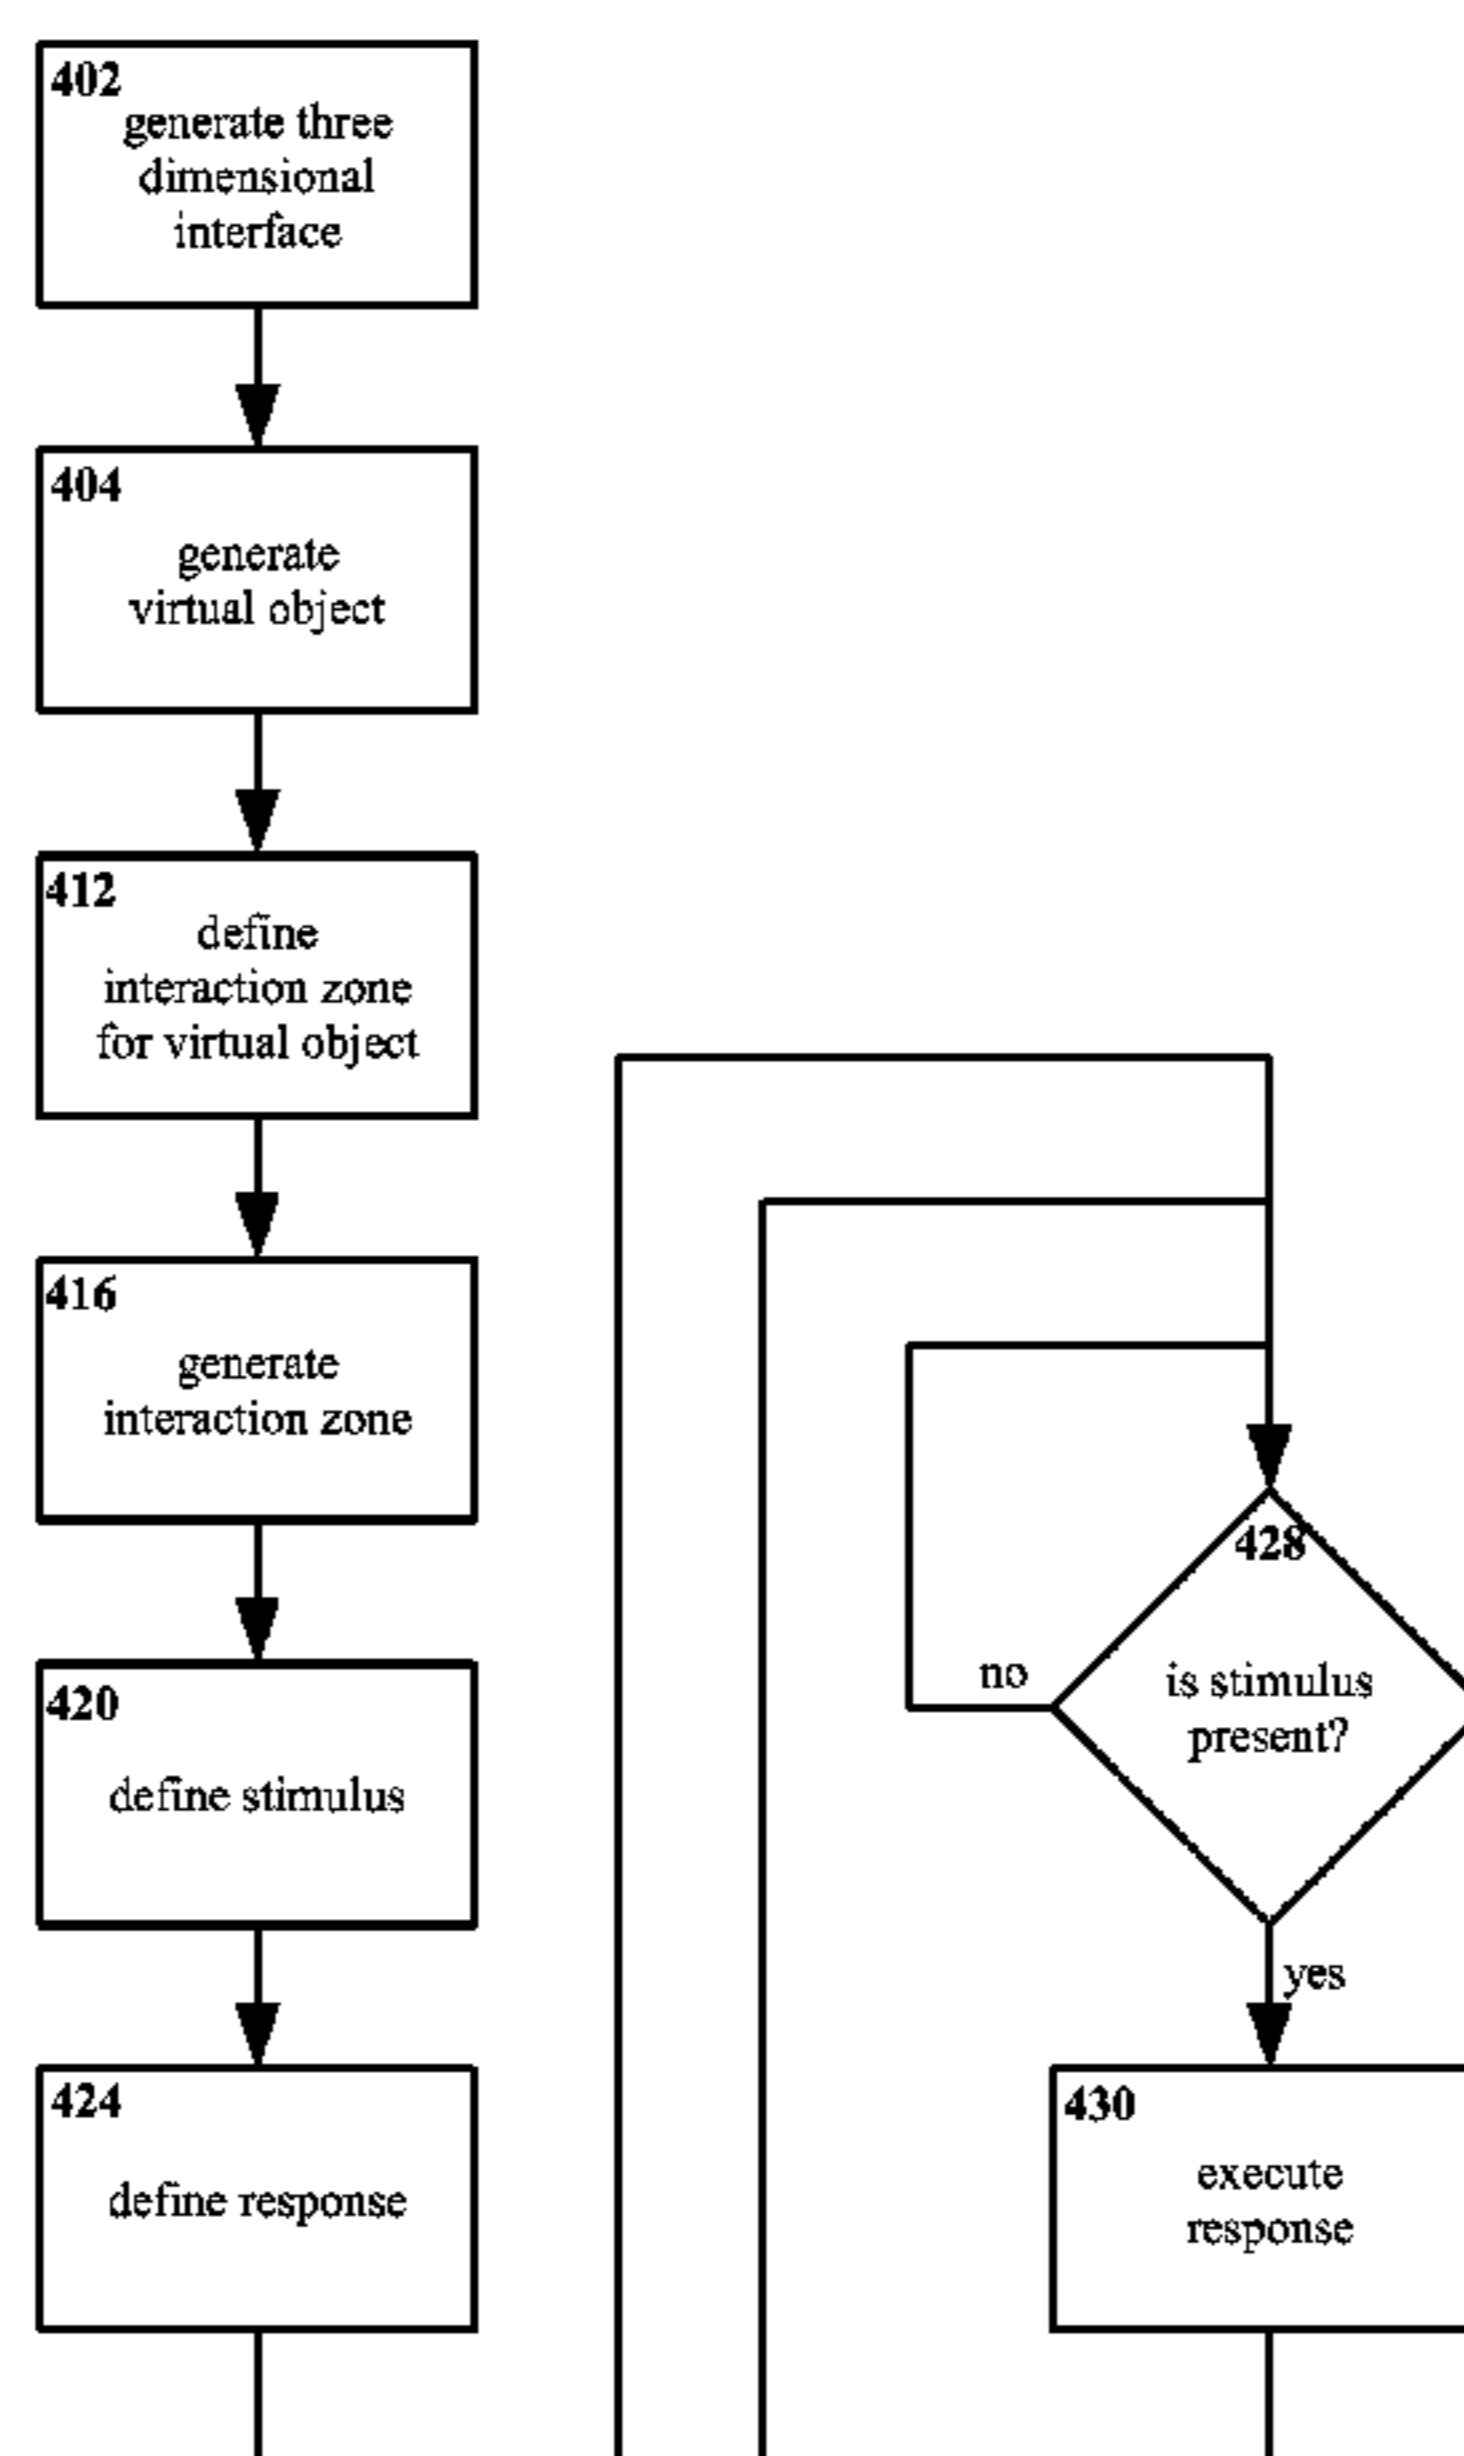 402
generate three
dimensional
interface
404
generate
virtual object
412
define
interaction zone
for virtual object
416
generate
interaction zone
420
define stimulus
424
define response
428
is stimulus
present?
no
yes
430
execute
response